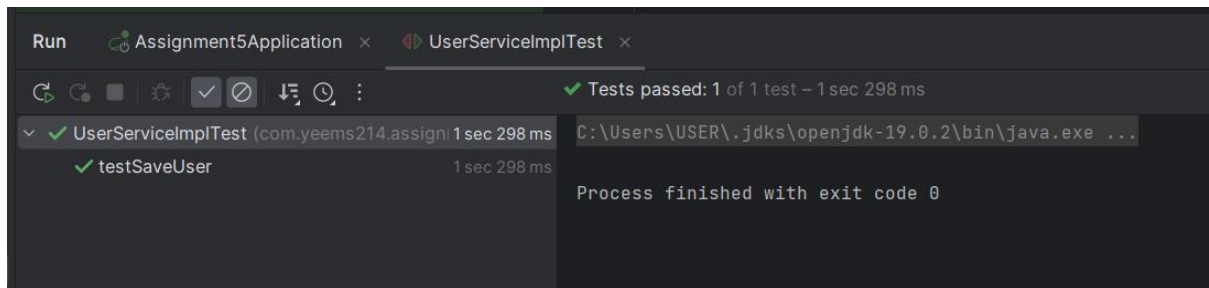 Run Assignment5Application × UserServiceImplTest ×
✓ Tests passed: 1 of 1 test – 1 sec 298 ms
UserServiceImplTest (com.yeems214.assign 1 sec 298 ms
C:\Users\USER\.jdks\openjdk-19.0.2\bin\java.exe ...
testSaveUser 1 sec 298 ms
Process finished with exit code 0